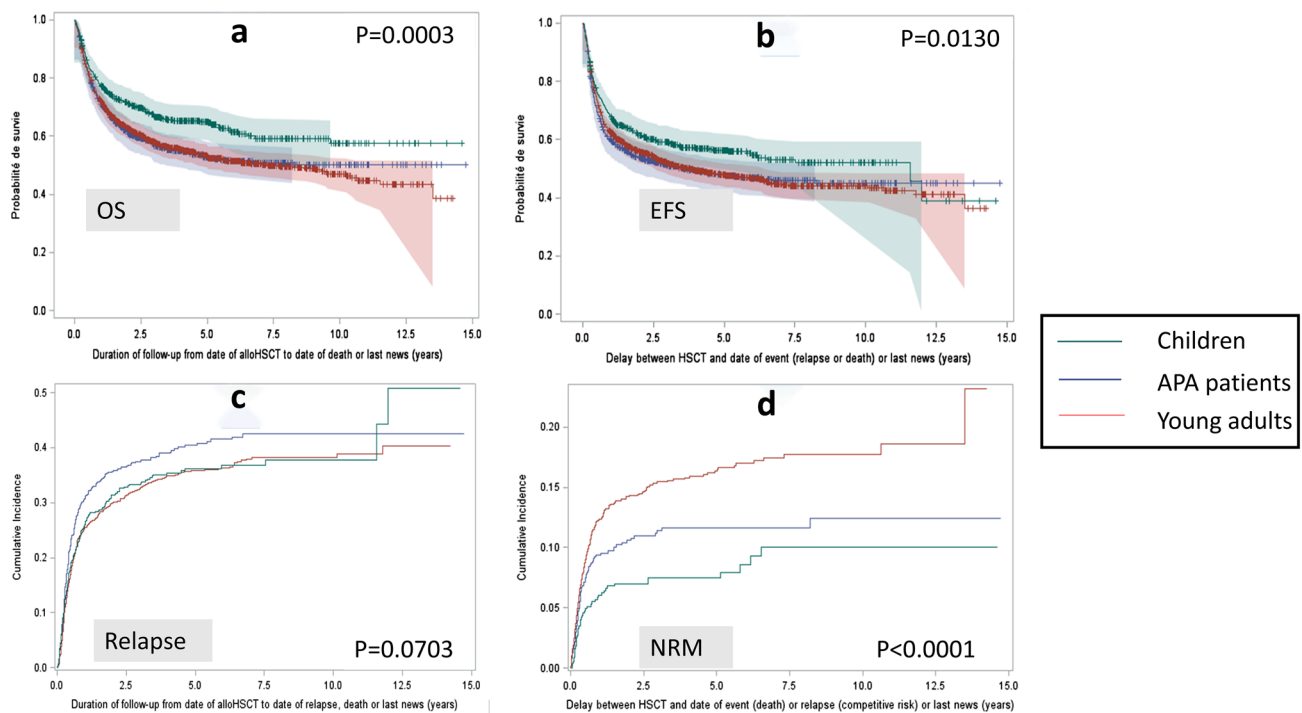 a
P=0.0003
Probabilité de survie
1.0
0.8
0.6
0.4
0.2
0.0
OS
0.0 2.5 5.0 7.5 10.0 12.5 15.0
Duration of follow-up from date of alloHSCT to date of death or last news (years)
b
P=0.0130
Probabilité de survie
1.0
0.8
0.6
0.4
0.2
0.0
EFS
0.0 2.5 5.0 7.5 10.0 12.5 15.0
Delay between HSCT and date of event (relapse or death) or last news (years)
Children
APA patients
Young adults
c
Cumulative Incidence
0.5
0.4
0.3
0.2
0.1
0.0
Relapse
P=0.0703
0.0 2.5 5.0 7.5 10.0 12.5 15.0
Duration of follow-up from date of alloHSCT to date of relapse, death or last news (years)
d
Cumulative Incidence
0.20
0.15
0.10
0.05
0.00
NRM
P<0.0001
0.0 2.5 5.0 7.5 10.0 12.5 15.0
Delay between HSCT and date of event (death) or relapse (competitive risk) or last news (years)